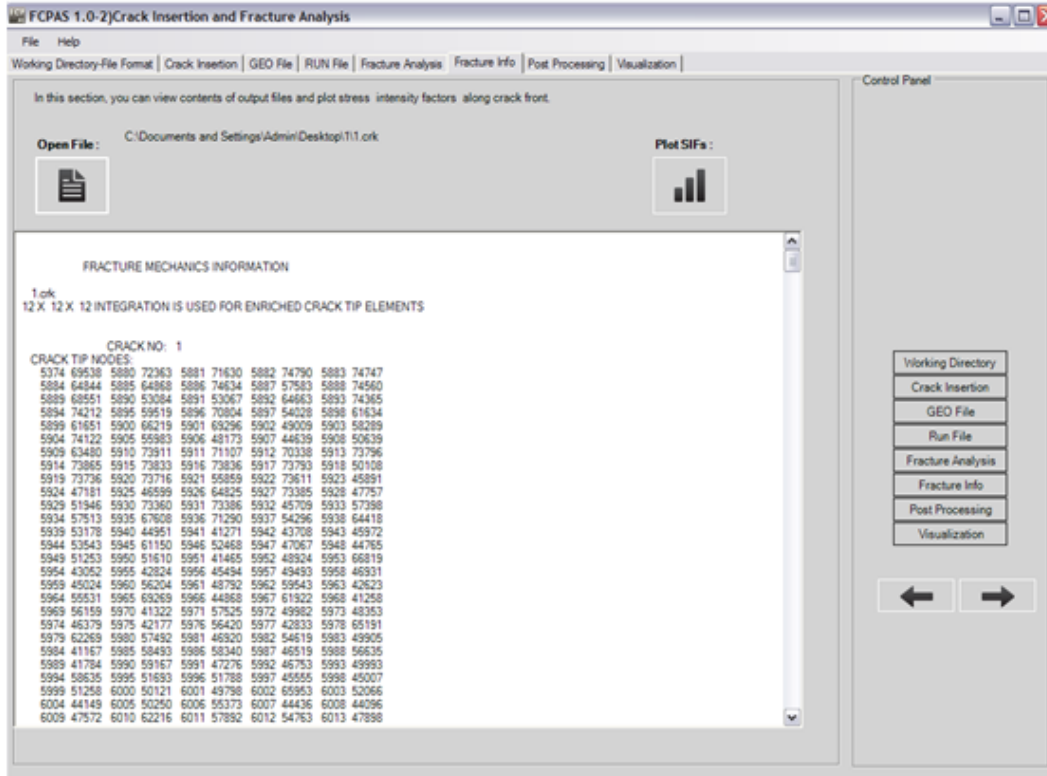 FCPAS 1.0-2)Crack Insertion and Fracture Analysis
File Help
Working Directory-File Format Crack Insertion GEO File RUN File Fracture Analysis Fracture Info Post Processing Visualization
Control Panel
In this section, you can view contents of output files and plot stress intensity factors along crack front.
Open File :
C:\Documents and Settings\Admin\Desktop\1\1.crk
Plot SIFs :
FRACTURE MECHANICS INFORMATION
1.crk
12 X 12 X 12 INTEGRATION IS USED FOR ENRICHED CRACK TIP ELEMENTS
CRACK NO: 1
CRACK TIP NODES:
5374 69538 5880 72363 5881 71630 5882 74790 5883 74747
5884 64844 5885 64868 5886 74634 5887 57583 5888 74560
5889 68551 5890 53084 5891 53067 5892 64663 5893 74365
5894 74212 5895 59519 5896 70804 5897 54028 5898 61634
5899 61651 5900 66219 5901 69296 5902 49009 5903 58289
5904 74122 5905 55983 5906 48173 5907 44639 5908 50639
5909 63480 5910 73911 5911 71107 5912 70338 5913 73796
5914 73865 5915 73833 5916 73836 5917 73793 5918 50108
5919 73736 5920 73716 5921 55859 5922 73611 5923 45891
5924 47181 5925 46599 5926 64825 5927 73385 5928 47757
5929 51946 5930 73360 5931 73386 5932 45709 5933 57398
5934 57513 5935 67608 5936 71290 5937 54296 5938 64418
5939 53178 5940 44951 5941 41271 5942 43708 5943 45972
5944 53543 5945 61150 5946 52468 5947 47067 5948 44765
5949 51253 5950 51610 5951 41465 5952 48924 5953 66819
5954 43052 5955 42824 5956 45494 5957 49493 5958 46931
5959 45024 5960 56204 5961 48792 5962 59543 5963 42623
5964 55531 5965 69269 5966 44868 5967 61922 5968 41258
5969 56159 5970 41322 5971 57525 5972 49982 5973 48353
5974 46379 5975 42177 5976 56420 5977 42833 5978 65191
5979 62269 5980 57492 5981 46920 5982 54619 5983 49905
5984 41167 5985 58493 5986 58340 5987 46519 5988 56635
5989 41784 5990 59167 5991 47276 5992 46753 5993 49993
5994 58635 5995 51693 5996 51788 5997 45555 5998 45007
5999 51258 6000 50121 6001 49798 6002 65953 6003 52066
6004 44149 6005 50250 6006 55373 6007 44436 6008 44096
6009 47572 6010 62216 6011 57892 6012 54763 6013 47898
Working Directory
Crack Insertion
GEO File
Run File
Fracture Analysis
Fracture Info
Post Processing
Visualization